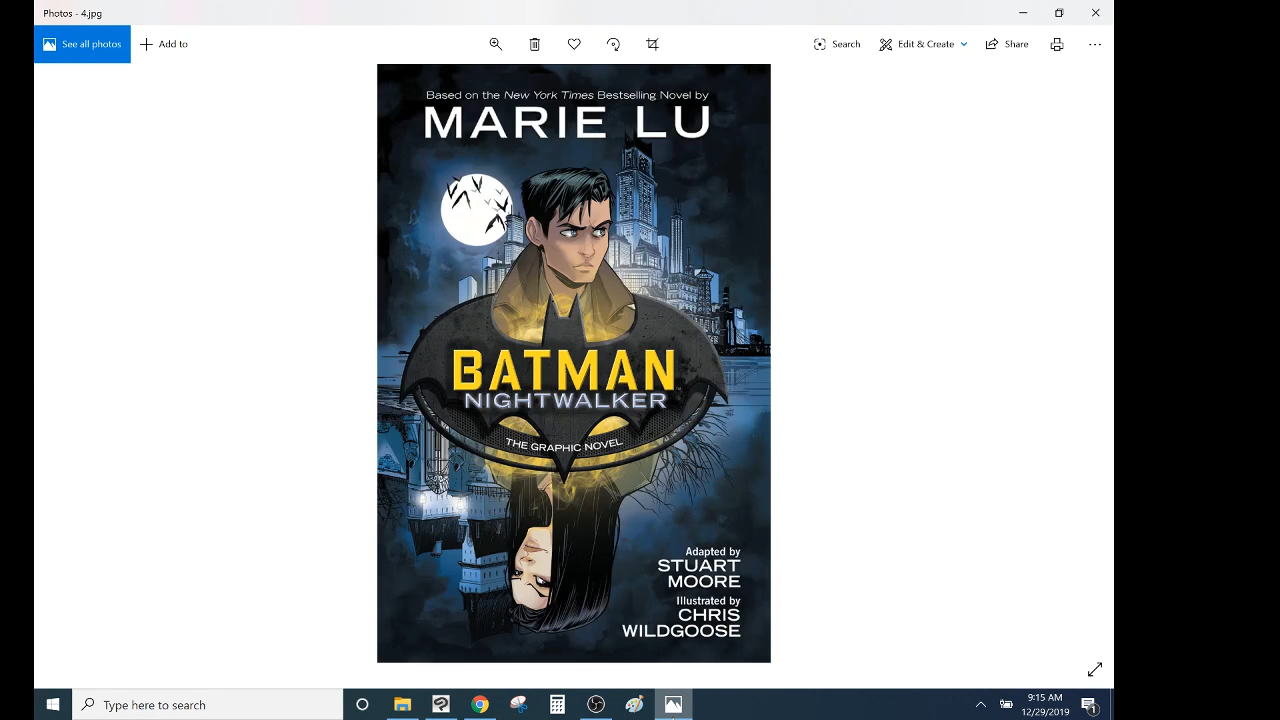 Photos - 4.jpg
See all photos
Add to
Search
Edit & Create
Share
Based on the New York Times Bestselling Novel by
MARIE LU
BATMAN
NIGHTWALKER
THE GRAPHIC NOVEL
Adapted by
STUART
MOORE
Illustrated by
CHRIS
WILDGOOSE
Type here to search
9:15 AM
12/29/2019
1